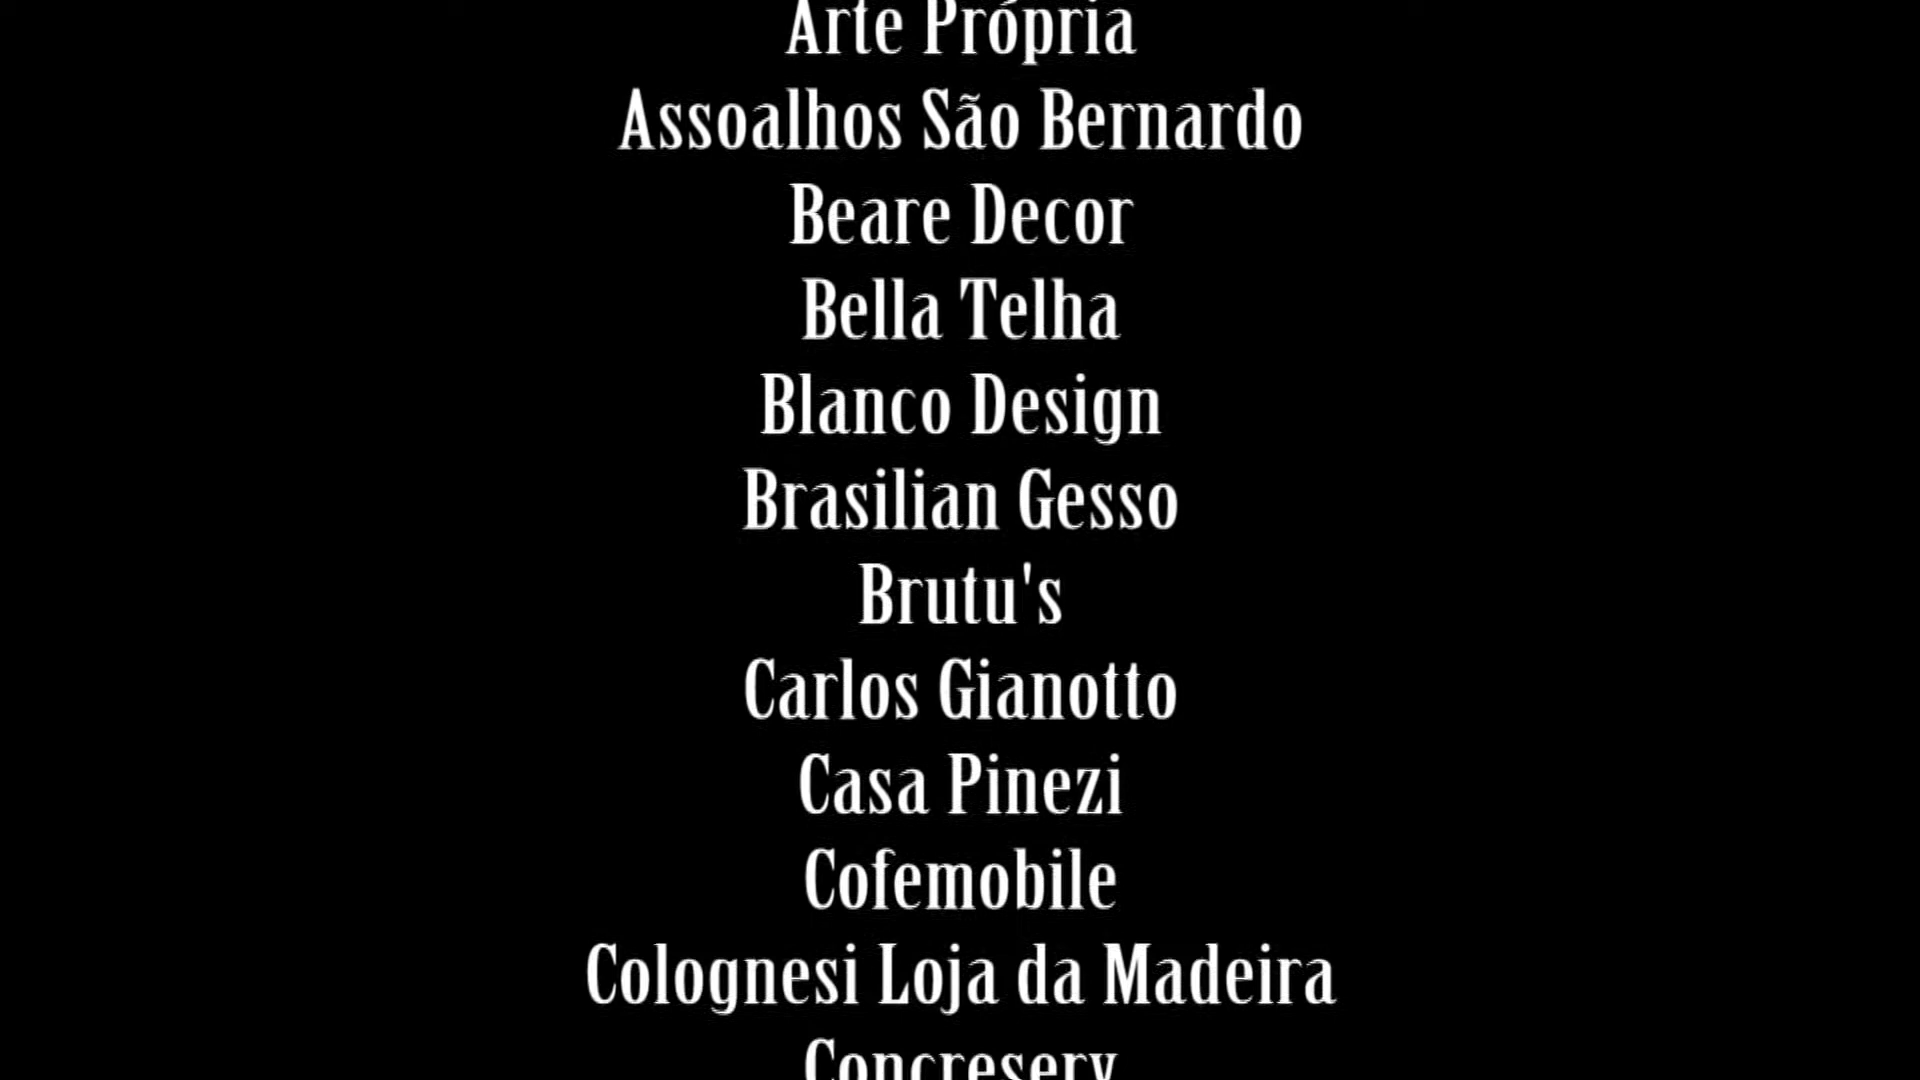 Arte Própria
Assoalhos São Bernardo
Beare Decor
Bella Telha
Blanco Design
Brasilian Gesso
Brutu's
Carlos Gianotto
Casa Pinezi
Cofemobile
Colognesi Loja da Madeira
Concreserv